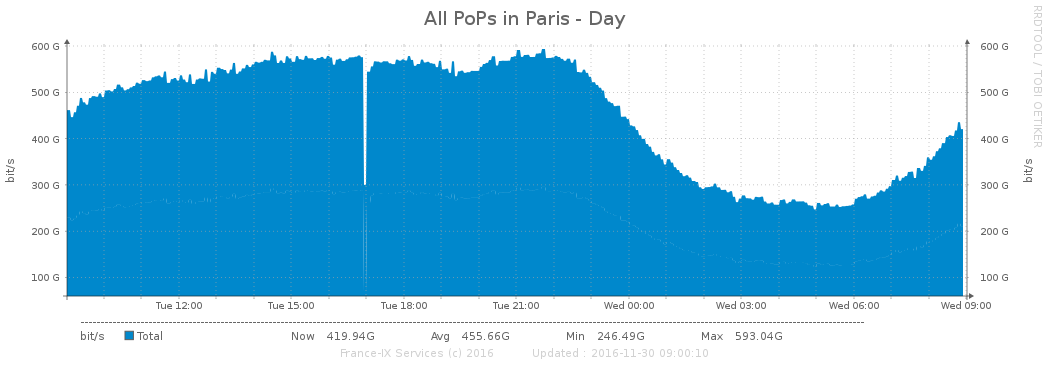 All PoPs in Paris - Day
RRDTOOL / TOBI OETIKER
bit/s
600 G
500 G
400 G
300 G
200 G
100 G
600 G
500 G
400 G
300 G
200 G
100 G
bit/s
Tue 12:00 Tue 15:00 Tue 18:00 Tue 21:00 Wed 00:00 Wed 03:00 Wed 06:00 Wed 09:00
bit/s Total Now 419.94G Avg 455.66G Min 246.49G Max 593.04G
France-IX Services (c) 2016 Updated : 2016-11-30 09:00:10